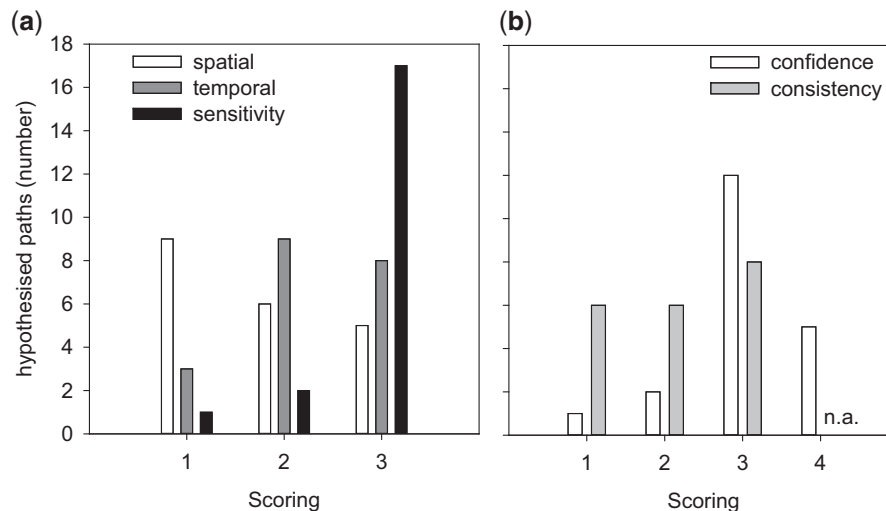 (a)
18
16
14
12
10
8
6
4
2
0
hypothesised paths (number)
spatial
temporal
sensitivity
1 2 3
Scoring
(b)
confidence
consistency
n.a.
1 2 3 4
Scoring